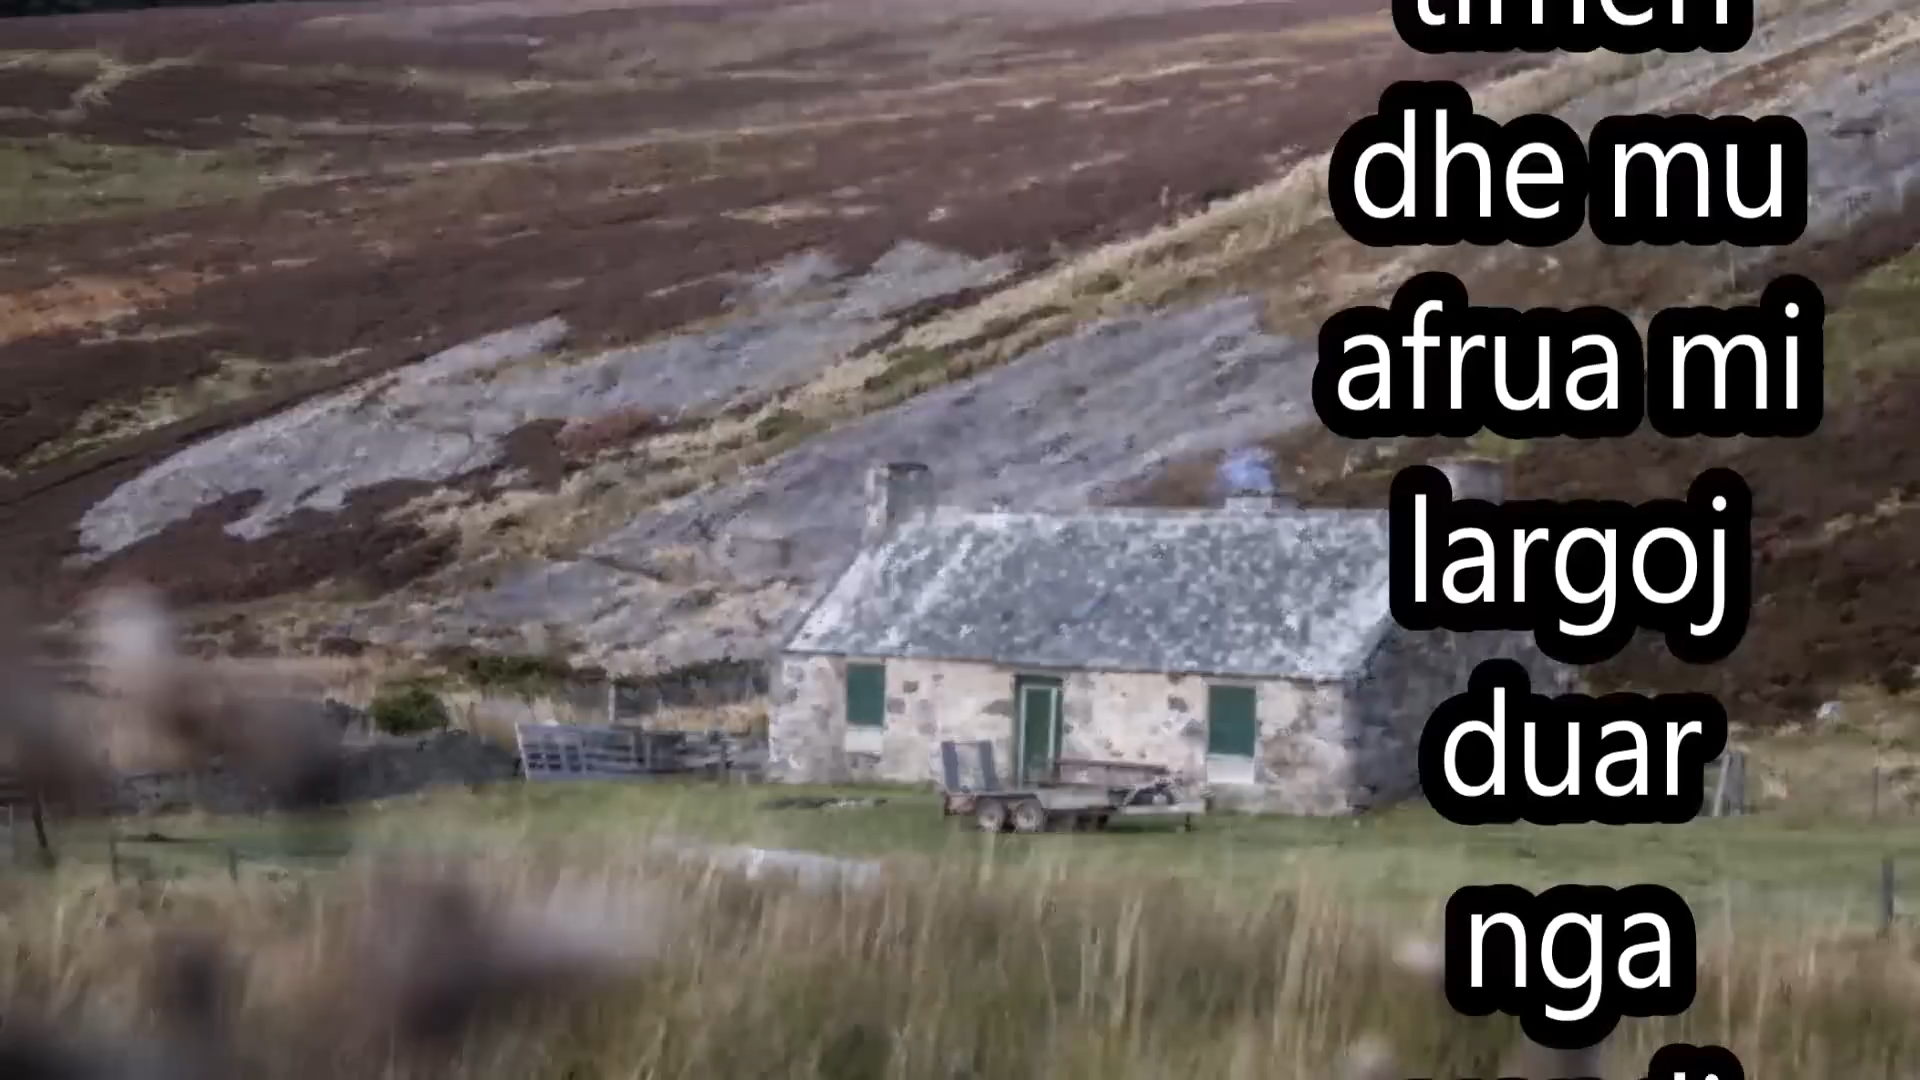 dhe mu
afrua mi
largoj
duar
nga